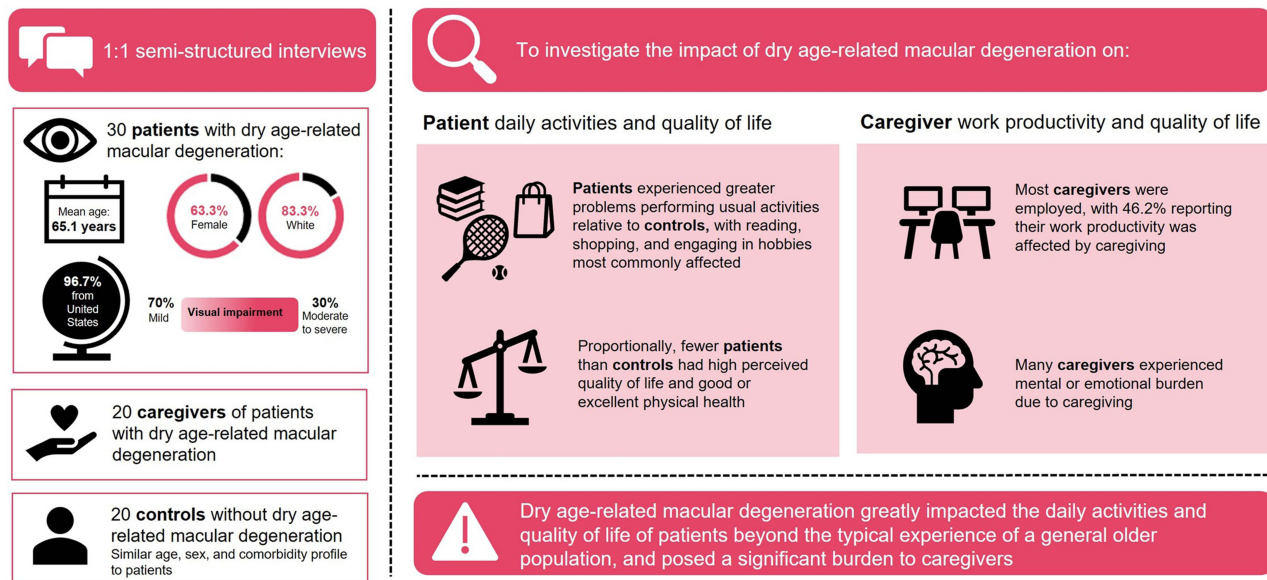 1:1 semi-structured interviews
30 patients with dry age-related
macular degeneration:
Mean age:
65.1 years
63.3%
Female
83.3%
White
96.7%
from
United
States
70%
Mild
Visual impairment
30%
Moderate
to severe
20 caregivers of patients
with dry age-related macular
degeneration
20 controls without dry age-
related macular degeneration
Similar age, sex, and comorbidity profile
to patients
To investigate the impact of dry age-related macular degeneration on:
Patient daily activities and quality of life
Patients experienced greater
problems performing usual activities
relative to controls, with reading,
shopping, and engaging in hobbies
most commonly affected
Proportionally, fewer patients
than controls had high perceived
quality of life and good or
excellent physical health
Caregiver work productivity and quality of life
Most caregivers were
employed, with 46.2% reporting
their work productivity was
affected by caregiving
Many caregivers experienced
mental or emotional burden
due to caregiving
Dry age-related macular degeneration greatly impacted the daily activities and
quality of life of patients beyond the typical experience of a general older
population, and posed a significant burden to caregivers